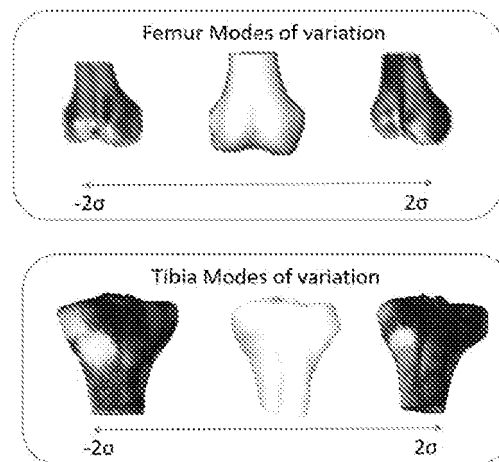 Femur Modes of variation
-2σ 2σ
Tibia Modes of variation
-2σ 2σ